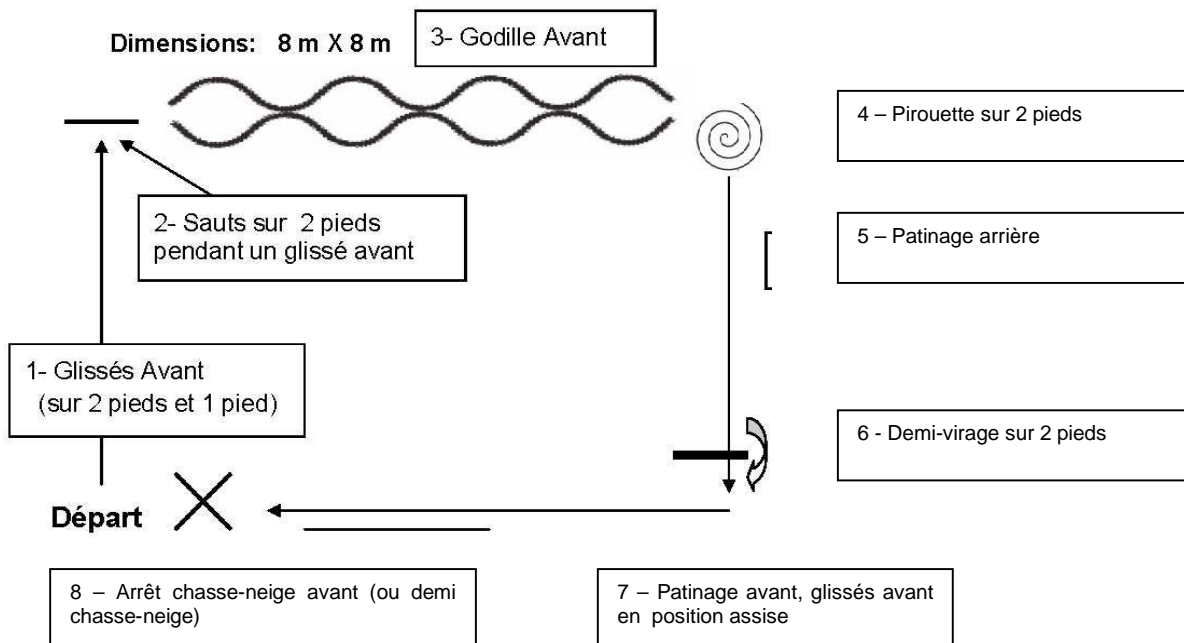 Dimensions: 8 m X 8 m
3- Godille Avant
4 – Pirouette sur 2 pieds
2- Sauts sur 2 pieds
pendant un glissé avant
5 – Patinage arrière
1- Glissés Avant
(sur 2 pieds et 1 pied)
6 - Demi-virage sur 2 pieds
Départ
8 – Arrêt chasse-neige avant (ou demi
chasse-neige)
7 – Patinage avant, glissés avant
en position assise